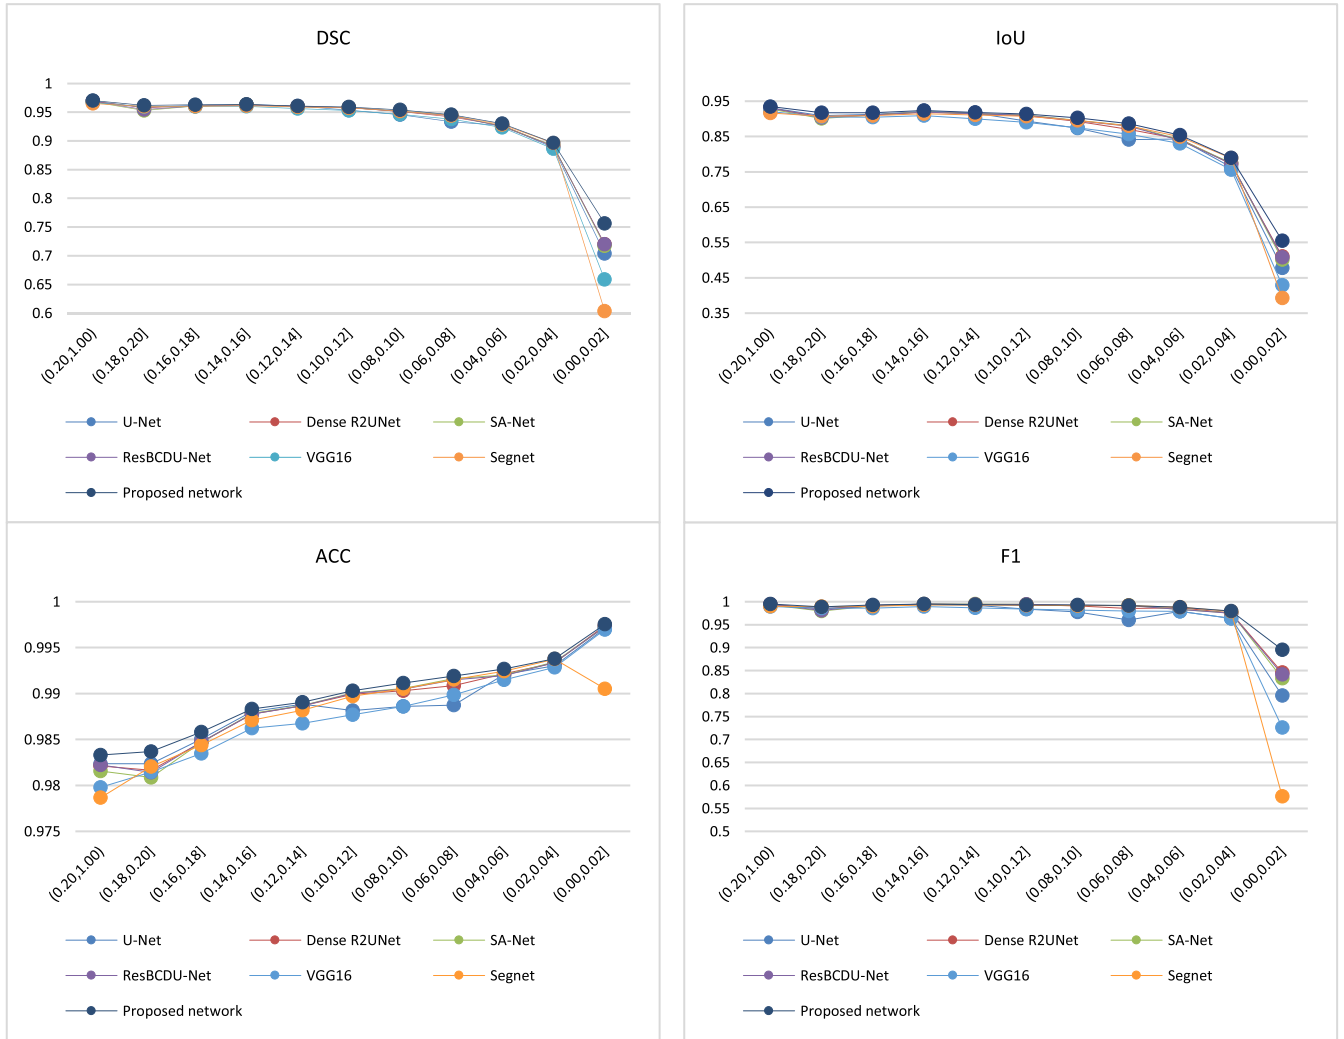 DSC
1
0.95
0.9
0.85
0.8
0.75
0.7
0.65
0.6
(0.20,1.00)
(0.18,0.20]
(0.16,0.18]
(0.14,0.16]
(0.12,0.14]
(0.10,0.12]
(0.08,0.10]
(0.06,0.08]
(0.04,0.06]
(0.02,0.04]
(0.00,0.02]
U-Net
Dense R2UNet
SA-Net
ResBCDU-Net
VGG16
Segnet
Proposed network
IoU
0.95
0.85
0.75
0.65
0.55
0.45
0.35
(0.20,1.00)
(0.18,0.20]
(0.16,0.18]
(0.14,0.16]
(0.12,0.14]
(0.10,0.12]
(0.08,0.10]
(0.06,0.08]
(0.04,0.06]
(0.02,0.04]
(0.00,0.02]
U-Net
Dense R2UNet
SA-Net
ResBCDU-Net
VGG16
Segnet
Proposed network
ACC
1
0.995
0.99
0.985
0.98
0.975
(0.20,1.00)
(0.18,0.20]
(0.16,0.18]
(0.14,0.16]
(0.12,0.14]
(0.10,0.12]
(0.08,0.10]
(0.06,0.08]
(0.04,0.06]
(0.02,0.04]
(0.00,0.02]
U-Net
Dense R2UNet
SA-Net
ResBCDU-Net
VGG16
Segnet
Proposed network
F1
1
0.95
0.9
0.85
0.8
0.75
0.7
0.65
0.6
0.55
0.5
(0.20,1.00)
(0.18,0.20]
(0.16,0.18]
(0.14,0.16]
(0.12,0.14]
(0.10,0.12]
(0.08,0.10]
(0.06,0.08]
(0.04,0.06]
(0.02,0.04]
(0.00,0.02]
U-Net
Dense R2UNet
SA-Net
ResBCDU-Net
VGG16
Segnet
Proposed network